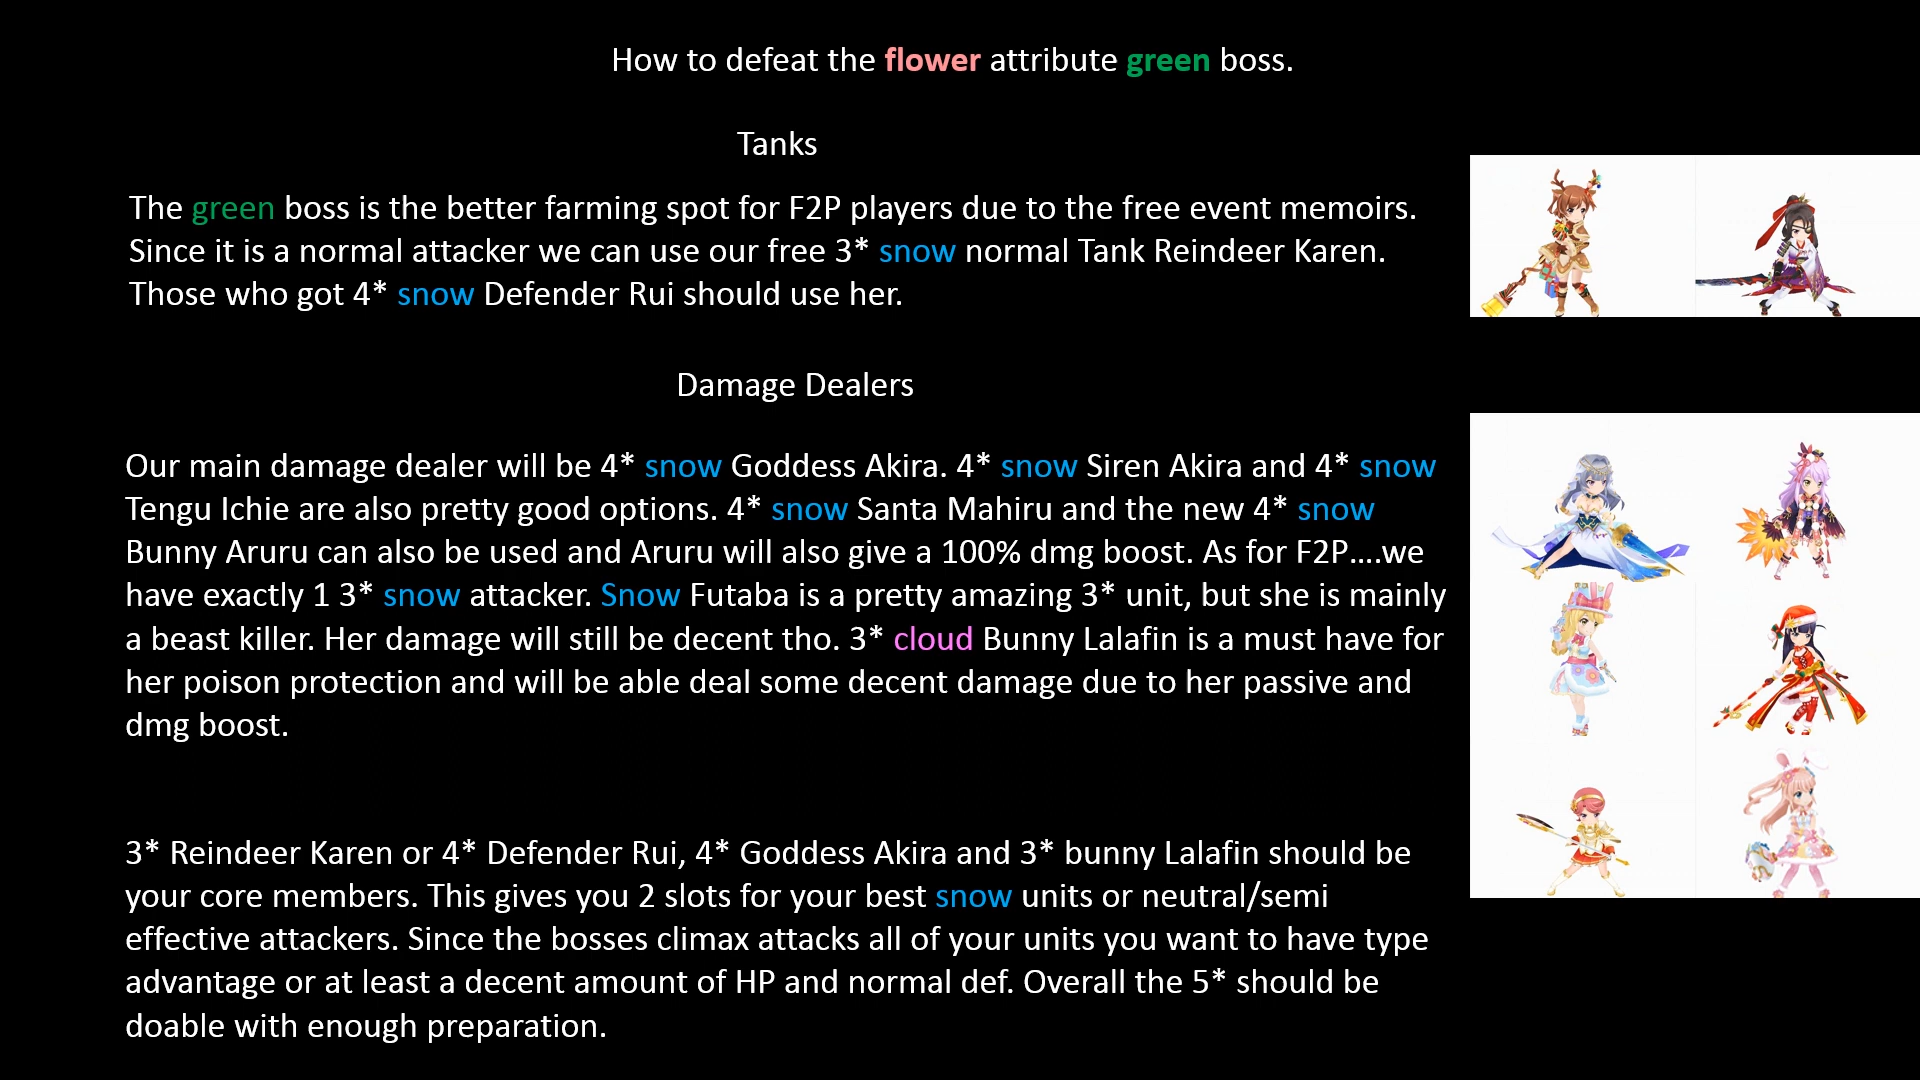 How to defeat the flower attribute green boss.
Tanks
The green boss is the better farming spot for F2P players due to the free event memoirs.
Since it is a normal attacker we can use our free 3* snow normal Tank Reindeer Karen.
Those who got 4* snow Defender Rui should use her.
Damage Dealers
Our main damage dealer will be 4* snow Goddess Akira. 4* snow Siren Akira and 4* snow
Tengu Ichie are also pretty good options. 4* snow Santa Mahiru and the new 4* snow
Bunny Aruru can also be used and Aruru will also give a 100% dmg boost. As for F2P....we
have exactly 1 3* snow attacker. Snow Futaba is a pretty amazing 3* unit, but she is mainly
a beast killer. Her damage will still be decent tho. 3* cloud Bunny Lalafin is a must have for
her poison protection and will be able deal some decent damage due to her passive and
dmg boost.
3* Reindeer Karen or 4* Defender Rui, 4* Goddess Akira and 3* bunny Lalafin should be
your core members. This gives you 2 slots for your best snow units or neutral/semi
effective attackers. Since the bosses climax attacks all of your units you want to have type
advantage or at least a decent amount of HP and normal def. Overall the 5* should be
doable with enough preparation.